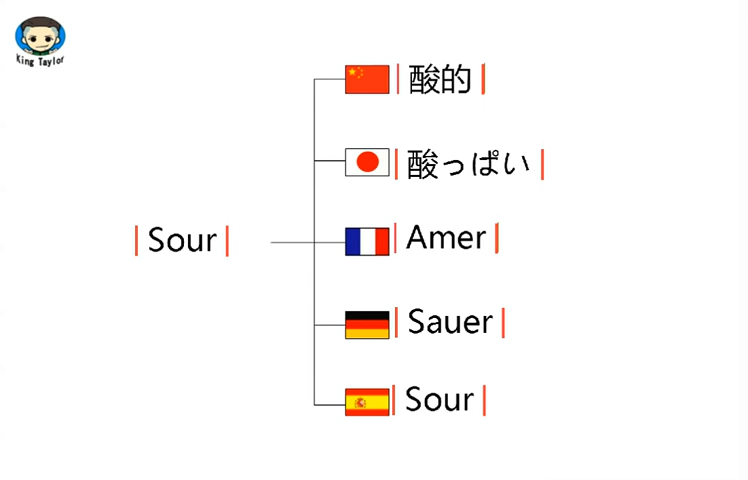 King Taylor
酸的
酸っぱい
Sour
Amer
Sauer
Sour